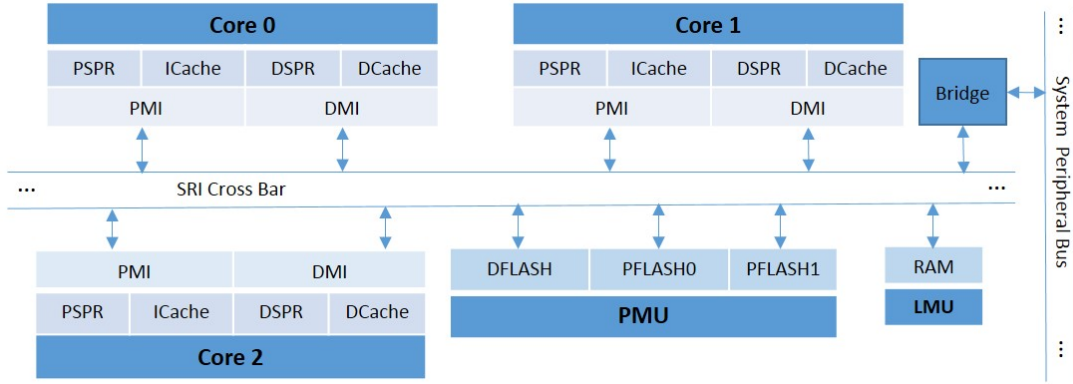 Core 0
Core 1
PSPR ICache DSPR DCache
PSPR ICache DSPR DCache
PMI DMI
PMI DMI
Bridge
...
System Peripheral Bus
...
... SRI Cross Bar ...
PMI DMI
PSPR ICache DSPR DCache
Core 2
DFLASH PFLASH0 PFLASH1
PMU
RAM
LMU